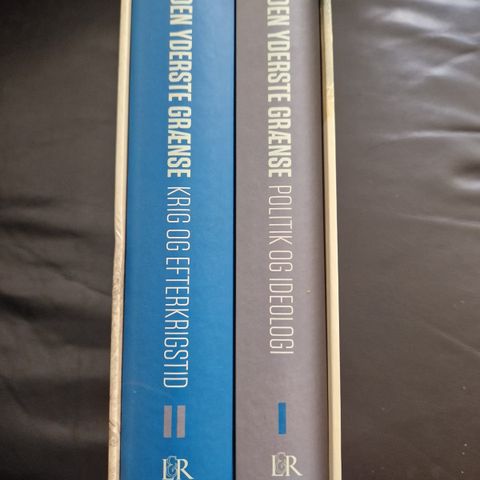 DEN YDERSTE GRÆNSE KRIG OG EFTERKRIGSTID
II
L&R
DEN YDERSTE GRÆNSE POLITIK OG IDEOLOGI
I
L&R